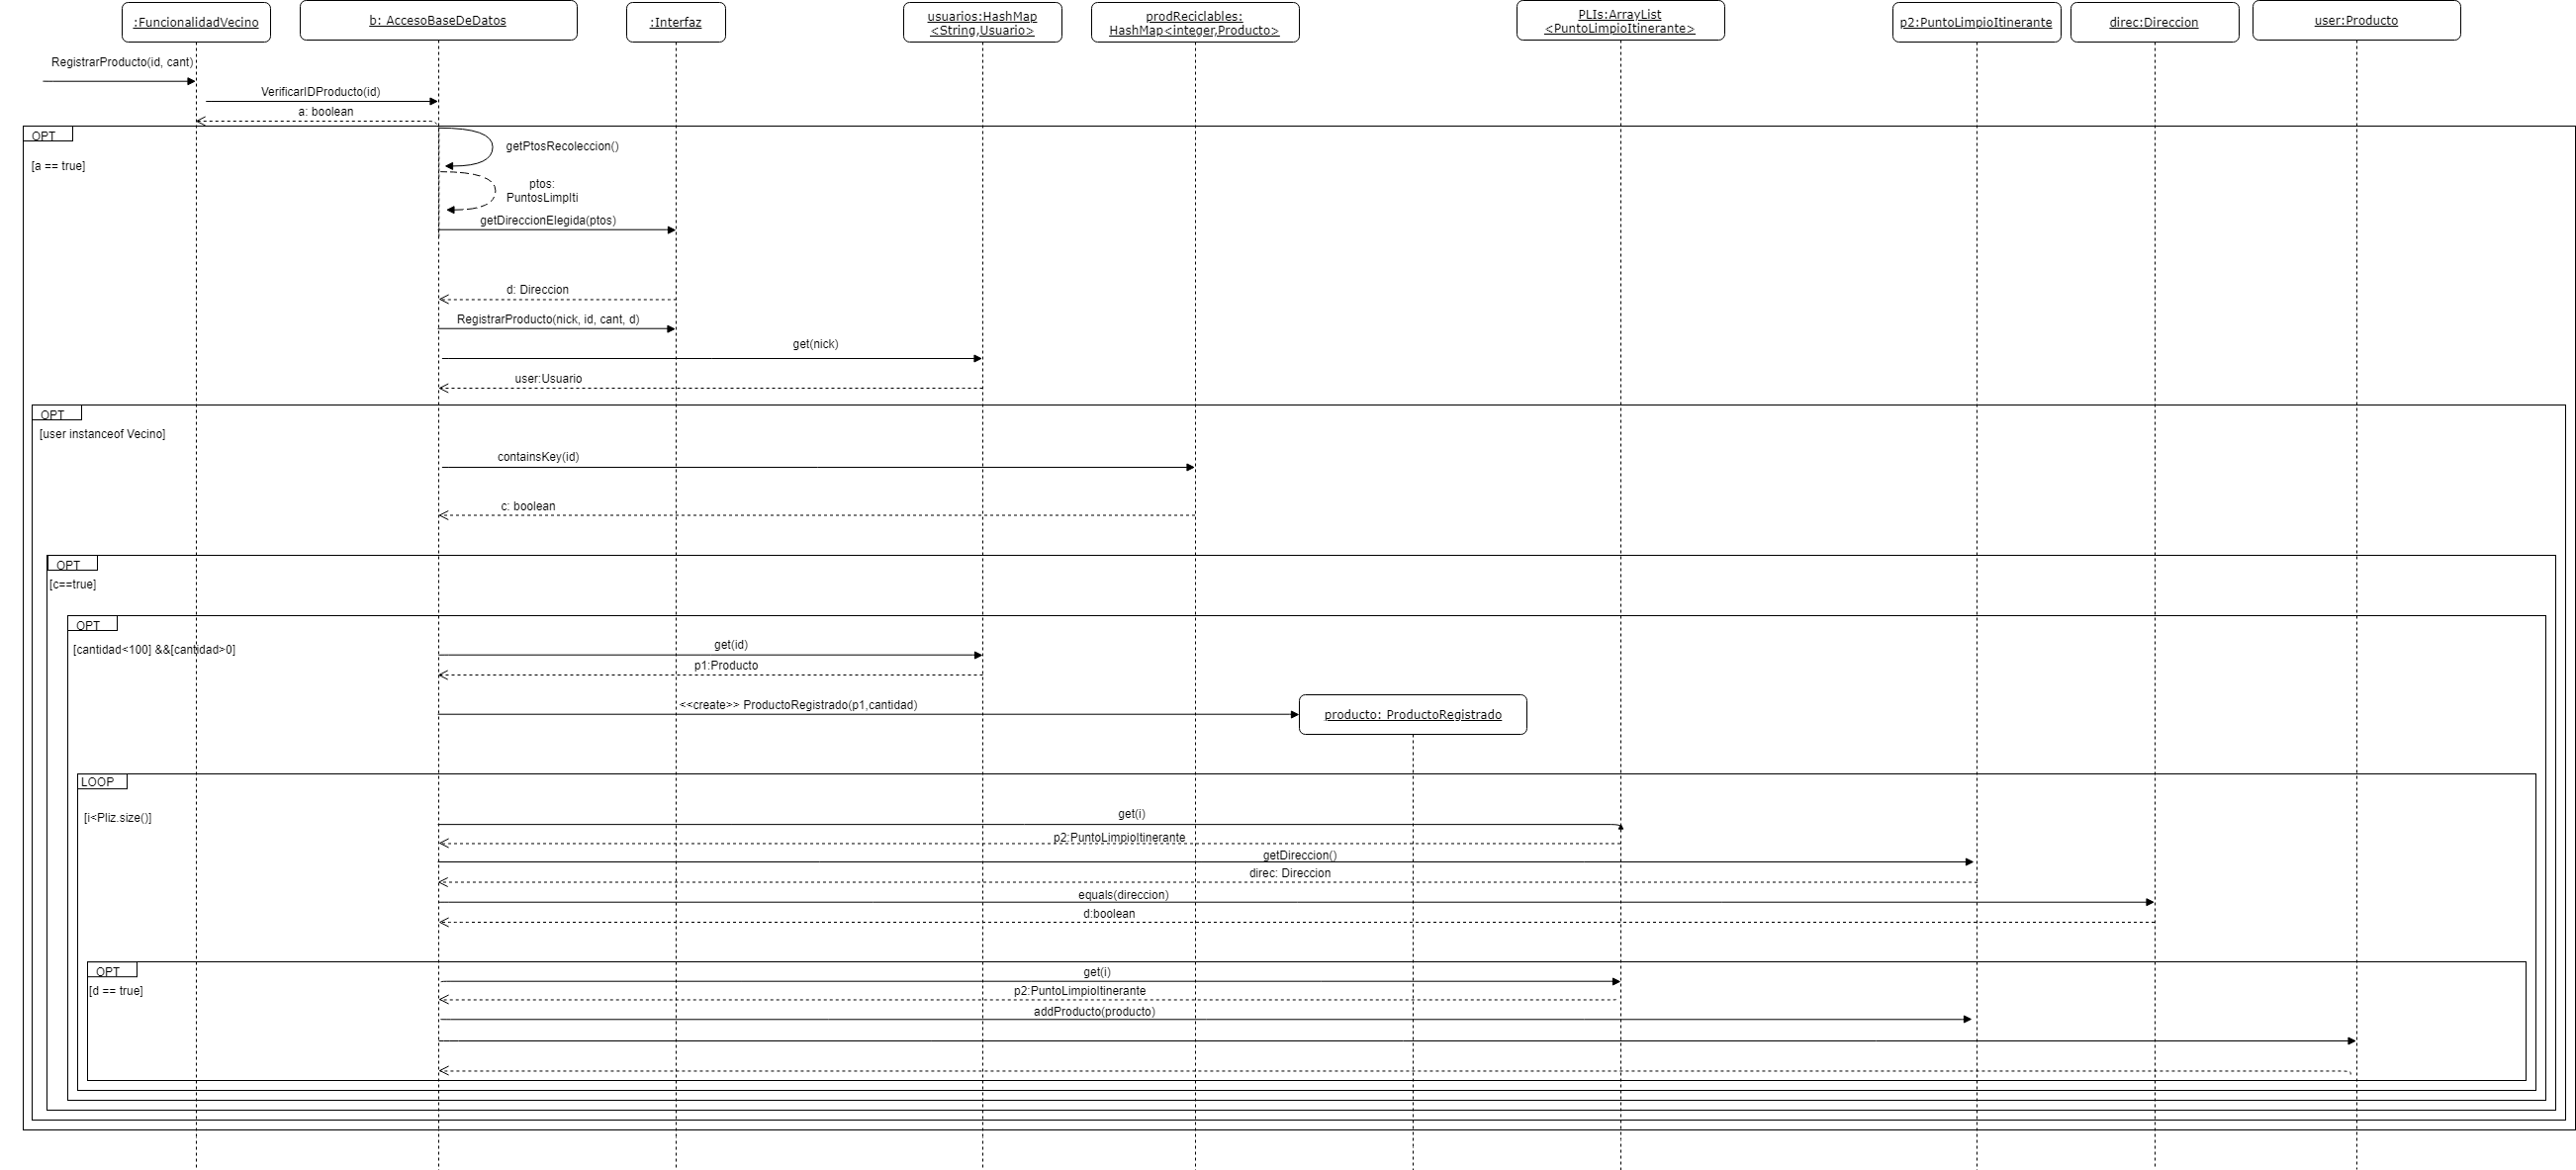 :FuncionalidadVecino
b: AccesoBaseDeDatos
:Interfaz
usuarios:HashMap
<String,Usuario>
prodReciclables:
HashMap<integer,Producto>
PLIs:ArrayList
<PuntoLimpioItinerante>
p2:PuntoLimpioItinerante
direc:Direccion
user:Producto
RegistrarProducto(id, cant)
VerificarIDProducto(id)
a: boolean
OPT
[a == true]
getPtosRecoleccion()
ptos:
PuntosLimpIti
getDireccionElegida(ptos)
d: Direccion
RegistrarProducto(nick, id, cant, d)
get(nick)
user:Usuario
OPT
[user instanceof Vecino]
containsKey(id)
c: boolean
OPT
[c==true]
OPT
[cantidad<100] &&[cantidad>0]
get(id)
p1:Producto
<<create>> ProductoRegistrado(p1,cantidad)
producto: ProductoRegistrado
LOOP
[i<Pliz.size()]
get(i)
p2:PuntoLimpioItinerante
getDireccion()
direc: Direccion
equals(direccion)
d:boolean
OPT
[d == true]
get(i)
p2:PuntoLimpioItinerante
addProducto(producto)